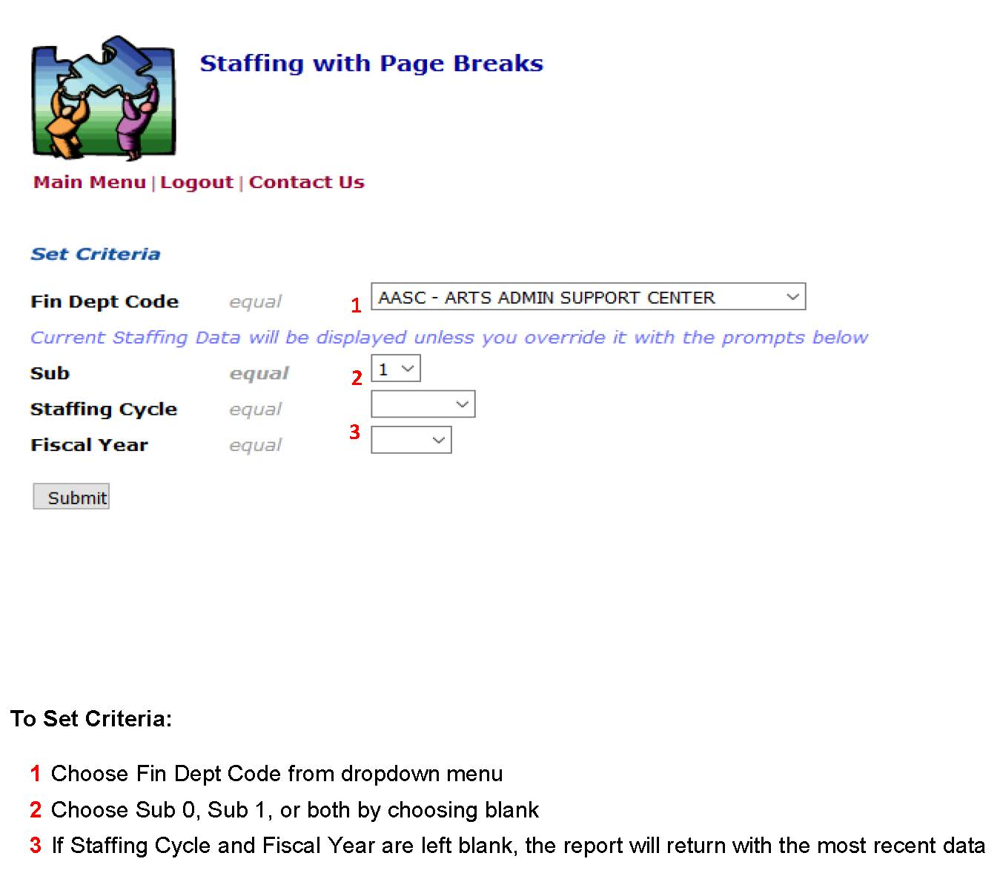 Staffing with Page Breaks
Main Menu | Logout | Contact Us
Set Criteria
Fin Dept Code equal 1 AASC - ARTS ADMIN SUPPORT CENTER
Current Staffing Data will be displayed unless you override it with the prompts below
Sub equal 2 1
Staffing Cycle equal
3
Fiscal Year equal
Submit
To Set Criteria:
1 Choose Fin Dept Code from dropdown menu
2 Choose Sub 0, Sub 1, or both by choosing blank
3 If Staffing Cycle and Fiscal Year are left blank, the report will return with the most recent data